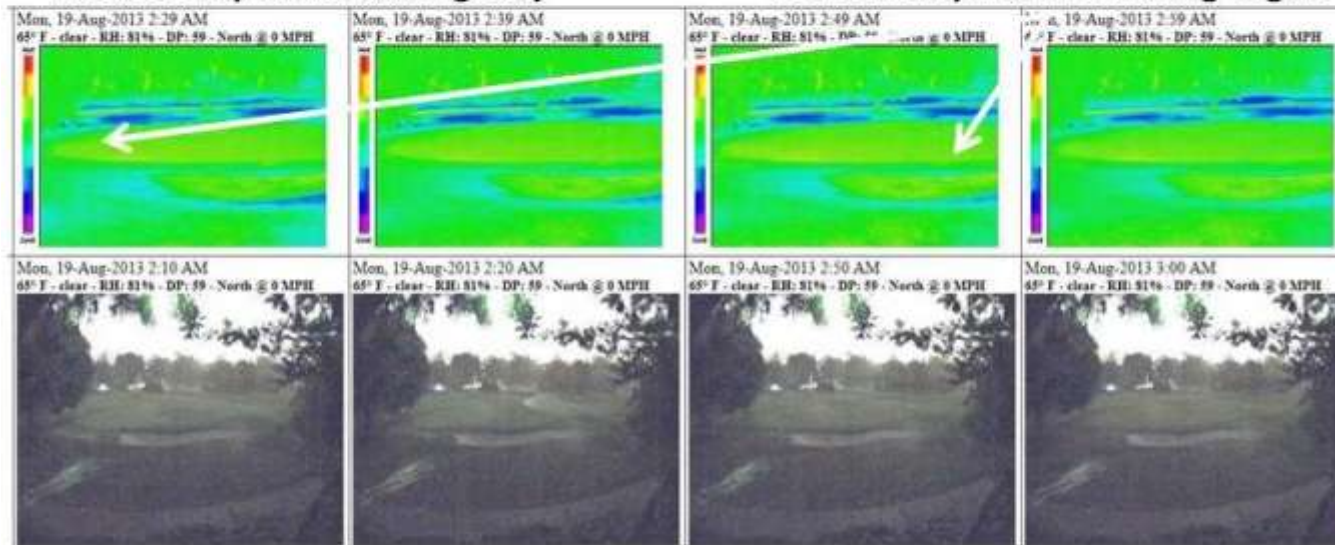 Mon, 19-Aug-2013 2:29 AM
65° F - clear - RH: 81% - DP: 59 - North @ 0 MPH
Mon, 19-Aug-2013 2:39 AM
65° F - clear - RH: 81% - DP: 59 - North @ 0 MPH
Mon, 19-Aug-2013 2:49 AM
65° F - clear - RH: 81% - DP: @ 0 MPH
19-Aug-2013 2:59 AM
F - clear - RH: 81% - DP: 59 - North @ 0 MPH
Mon, 19-Aug-2013 2:10 AM
65° F - clear - RH: 81% - DP: 59 - North @ 0 MPH
Mon, 19-Aug-2013 2:20 AM
65° F - clear - RH: 81% - DP: 59 - North @ 0 MPH
Mon, 19-Aug-2013 2:50 AM
65° F - clear - RH: 81% - DP: 59 - North @ 0 MPH
Mon, 19-Aug-2013 3:00 AM
65° F - clear - RH: 81% - DP: 59 - North @ 0 MPH